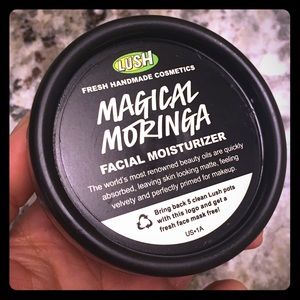 LUSH
FRESH HANDMADE COSMETICS
MAGICAL
MORINGA
FACIAL MOISTURIZER
The world's most renowned beauty oils are quickly
absorbed, leaving skin looking matte, feeling
velvety and perfectly primed for makeup.
Bring back 5 clean Lush pots
with this logo and get a
fresh face mask free!
US•1A